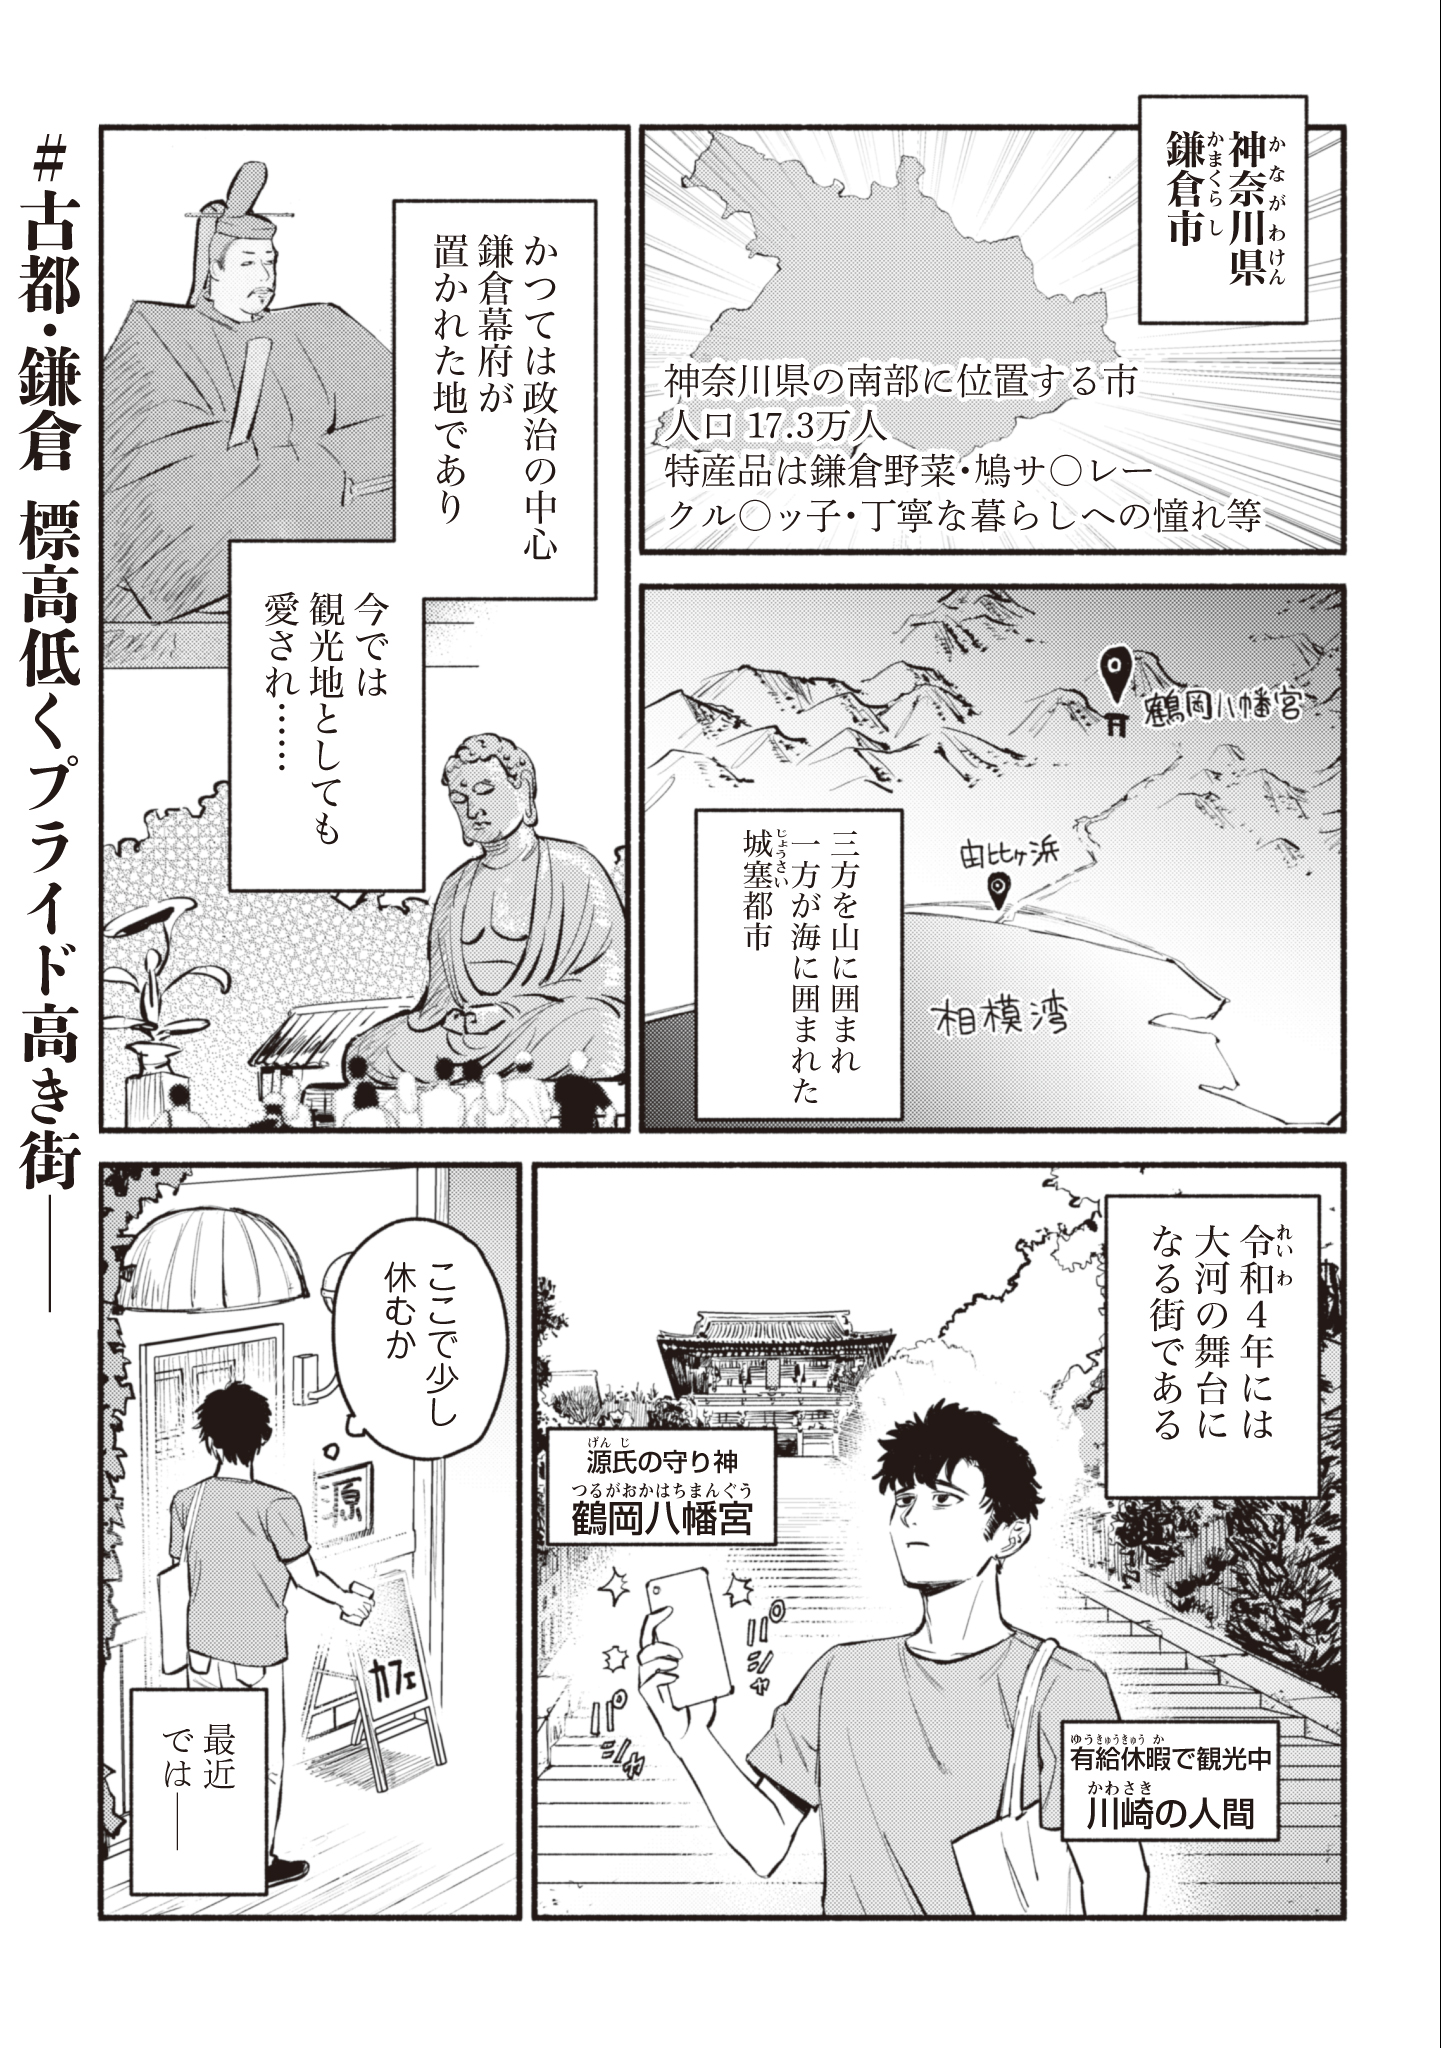 神奈川県
鎌倉市
神奈川県の南部に位置する市
人口 17.3万人
特産品は鎌倉野菜・鳩サ〇レー
クル〇ッ子・丁寧な暮らしへの憧れ等
鶴岡八幡宮
由比ヶ浜
相模湾
三方を山に囲まれ
一方が海に囲まれた
城塞都市
かつては政治の中心
鎌倉幕府が
置かれた地であり
今では
観光地としても
愛され……
令和4年には
大河の舞台に
なる街である
源氏の守り神
鶴岡八幡宮
パシャ
パシャ
有給休暇で観光中
川崎の人間
ここで少し
休むか
源
カフェ
最近
では――
#古都・鎌倉 標高低くプライド高き街――